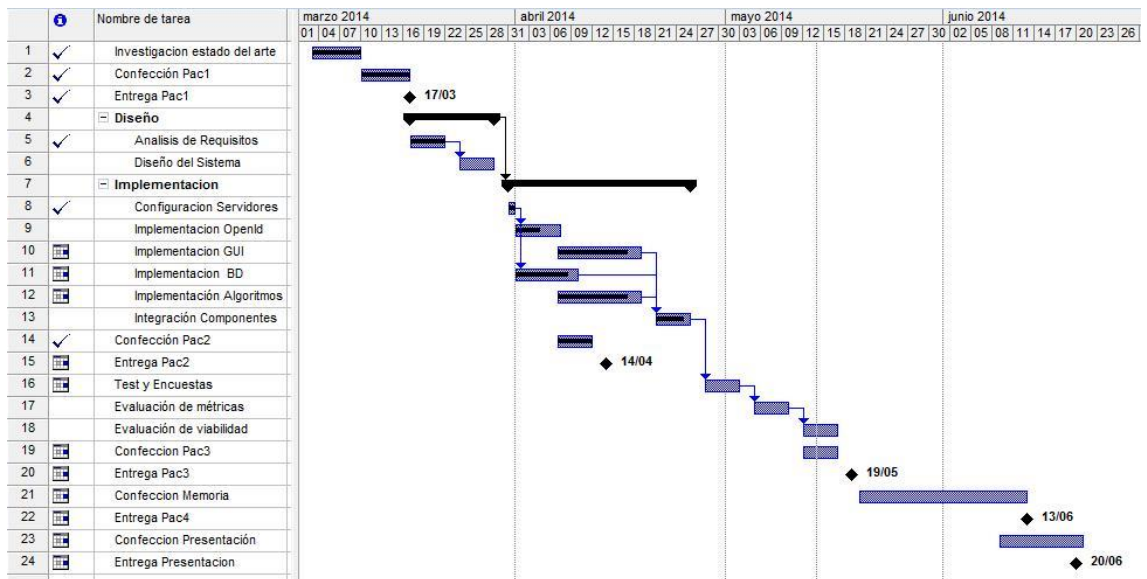 Nombre de tarea
marzo 2014 abril 2014 mayo 2014 junio 2014
01 04 07 10 13 16 19 22 25 28 31 03 06 09 12 15 18 21 24 27 30 03 06 09 12 15 18 21 24 27 30 02 05 08 11 14 17 20 23 26
1 Investigacion estado del arte
2 Confección Pac1
3 Entrega Pac1 17/03
4 Diseño
5 Analisis de Requisitos
6 Diseño del Sistema
7 Implementacion
8 Configuracion Servidores
9 Implementacion OpenId
10 Implementacion GUI
11 Implementacion BD
12 Implementación Algoritmos
13 Integración Componentes
14 Confección Pac2
15 Entrega Pac2 14/04
16 Test y Encuestas
17 Evaluación de métricas
18 Evaluación de viabilidad
19 Confeccion Pac3
20 Entrega Pac3 19/05
21 Confeccion Memoria
22 Entrega Pac4 13/06
23 Confección Presentación
24 Entrega Presentacion 20/06